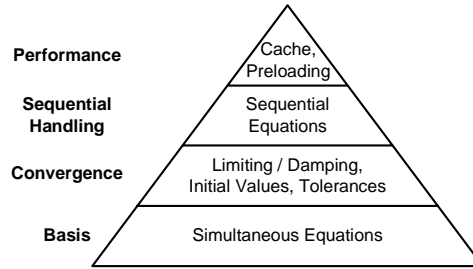 Performance
Cache,
Preloading
Sequential
Handling
Sequential
Equations
Convergence
Limiting / Damping,
Initial Values, Tolerances
Basis
Simultaneous Equations